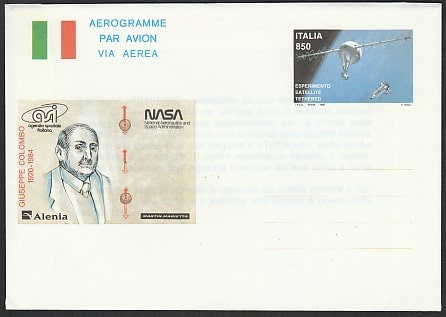 AEROGRAMME
PAR AVION
VIA AEREA
ITALIA
850
ESPERIMENTO
SATELLITE
TETHERED
asi
agenzia spaziale
italiana
NASA
National Aeronautics and
Space Administration
GIUSEPPE COLOMBO
1920-1984
Alenia
MARTIN MARIETTA